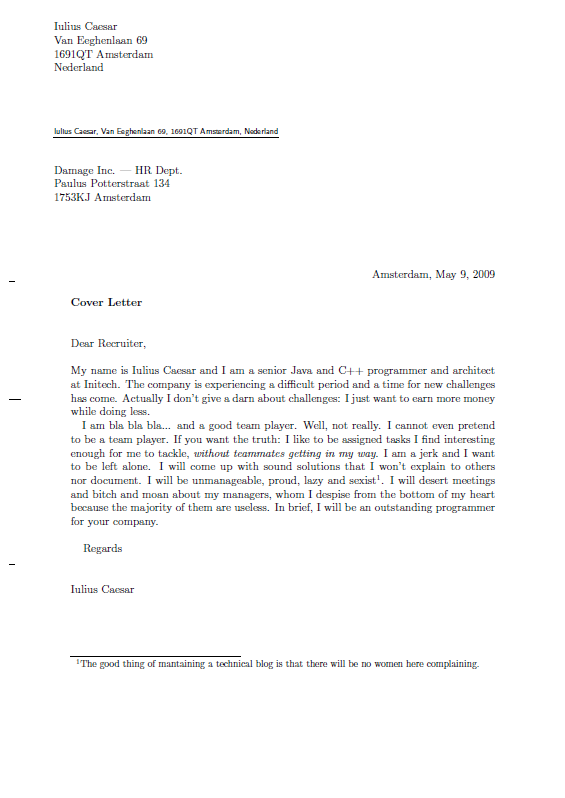 Iulius Caesar
Van Eeghenlaan 69
1691QT Amsterdam
Nederland
Iulius Caesar, Van Eeghenlaan 69, 1691QT Amsterdam, Nederland
Damage Inc. — HR Dept.
Paulus Potterstraat 134
1753KJ Amsterdam
Amsterdam, May 9, 2009
Cover Letter
Dear Recruiter,
My name is Iulius Caesar and I am a senior Java and C++ programmer and architect
at Initech. The company is experiencing a difficult period and a time for new challenges
has come. Actually I don't give a darn about challenges: I just want to earn more money
while doing less.
I am bla bla bla... and a good team player. Well, not really. I cannot even pretend
to be a team player. If you want the truth: I like to be assigned tasks I find interesting
enough for me to tackle, without teammates getting in my way. I am a jerk and I want
to be left alone. I will come up with sound solutions that I won't explain to others
nor document. I will be unmanageable, proud, lazy and sexist¹. I will desert meetings
and bitch and moan about my managers, whom I despise from the bottom of my heart
because the majority of them are useless. In brief, I will be an outstanding programmer
for your company.
Regards
Iulius Caesar
¹The good thing of mantaining a technical blog is that there will be no women here complaining.